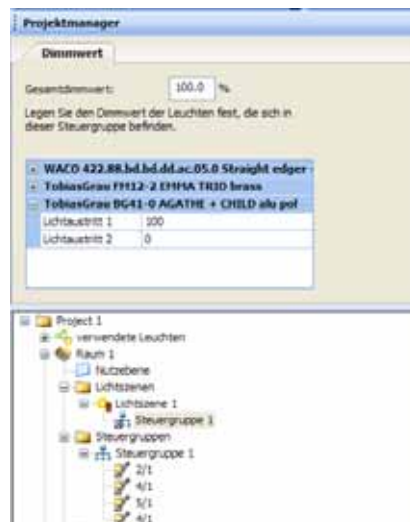 Projektmanager
Dimmwert
Gesamtdimmwert: 100.0 %
Legen Sie den Dimmwert der Leuchten fest, die sich in
dieser Steuergruppe befinden.
WACO 422.88.bd.bd.dd.ac.05.0 Straight edger
TobiasGrau FM12-2 EMMA TRIO brass
TobiasGrau BG41-0 AGATHE + CHILD alu pol
Lichtaustritt 1 100
Lichtaustritt 2 0
Project 1
verwendete Leuchten
Raum 1
Nutzebene
Lichtszenen
Lichtszene 1
Steuergruppe 1
Steuergruppen
Steuergruppe 1
2/1
4/1
5/1
4/1